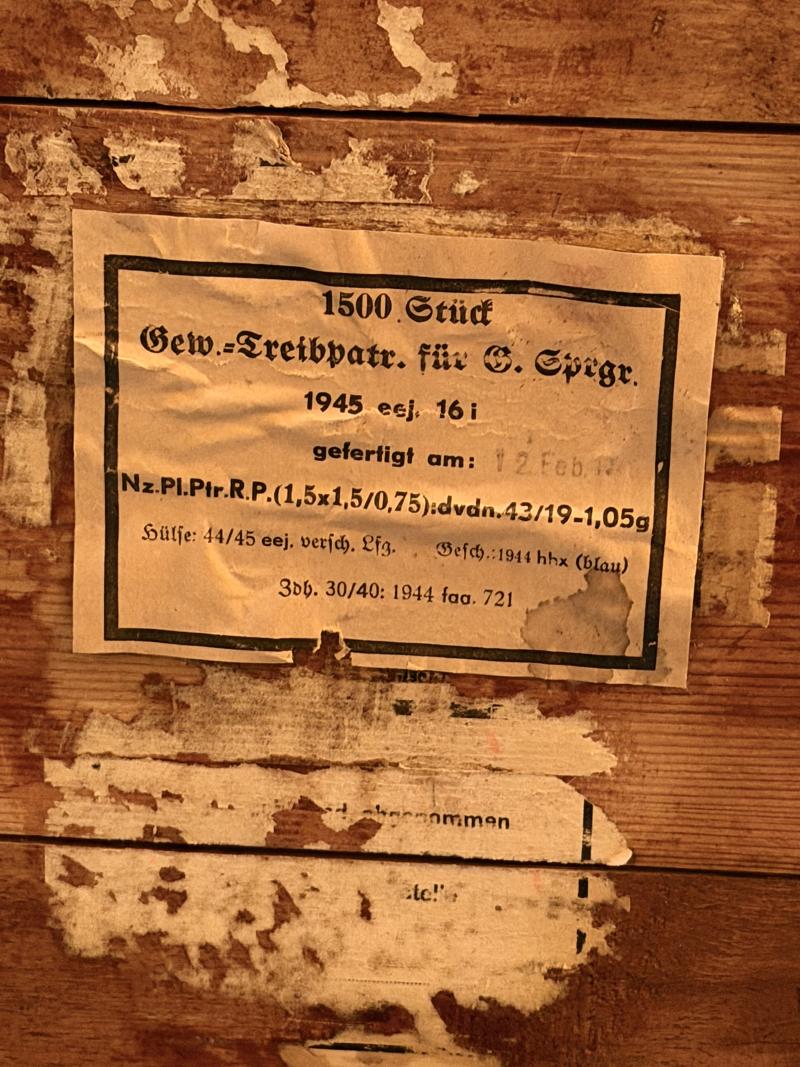 1500 Stück
Gew.=Treibpatr. für G. Sprgr.
1945 eej. 16 i
gefertigt am: 12. Feb.
Nz.Pl.Ptr.R.P.(1,5x1,5/0,75):dvdn.43/19-1,05g
Hülse: 44/45 eej. versch. Lfg. Gesch.:1944 hhx (blau)
Zdh. 30/40: 1944 faa. 721
abgenommen